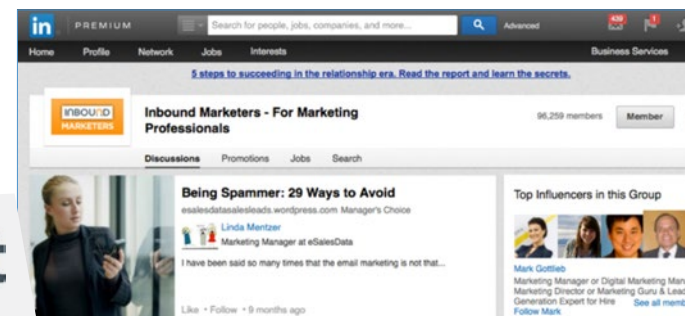 in PREMIUM Search for people, jobs, companies, and more... Advanced
Home Profile Network Jobs Interests Business Services
5 steps to succeeding in the relationship era. Read the report and learn the secrets.
INBOUND
MARKETERS
Inbound Marketers - For Marketing
Professionals
96,259 members Member
Discussions Promotions Jobs Search
Being Spammer: 29 Ways to Avoid
esalesdatasalesleads.wordpress.com Manager's Choice
Linda Mentzer
Marketing Manager at eSalesData
I have been said so many times that the email marketing is not that...
Like • Follow • 9 months ago
Top Influencers in this Group
Mark Gottlieb
Marketing Manager or Digital Marketing Man
Marketing Director or Marketing Guru & Lead
Generation Expert for Hire See all memb
Follow Mark